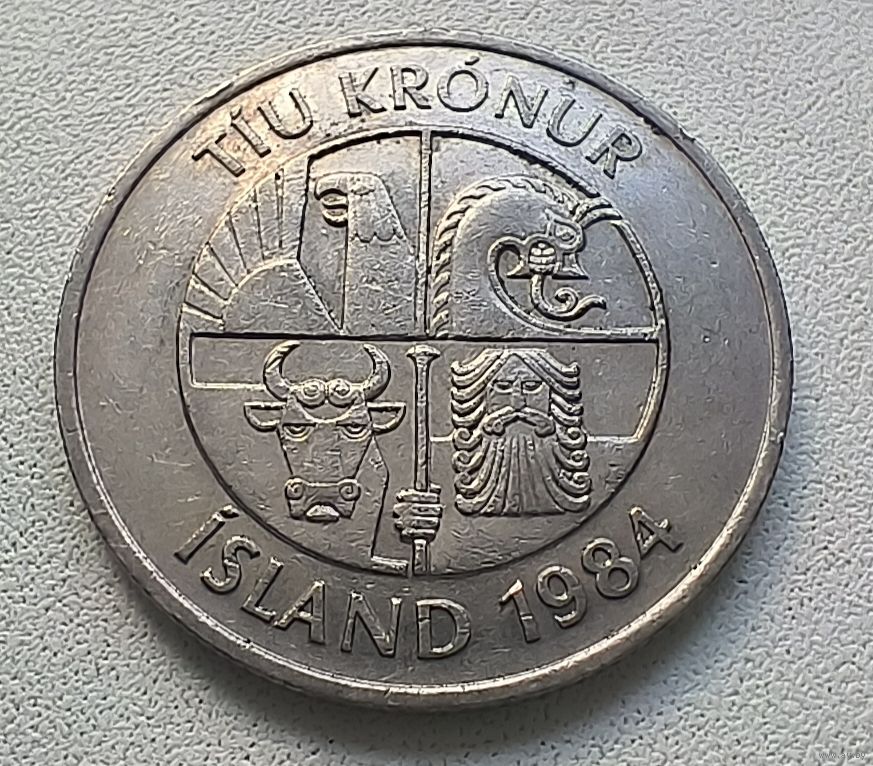 TÍU KRÓNUR
ÍSLAND 1984